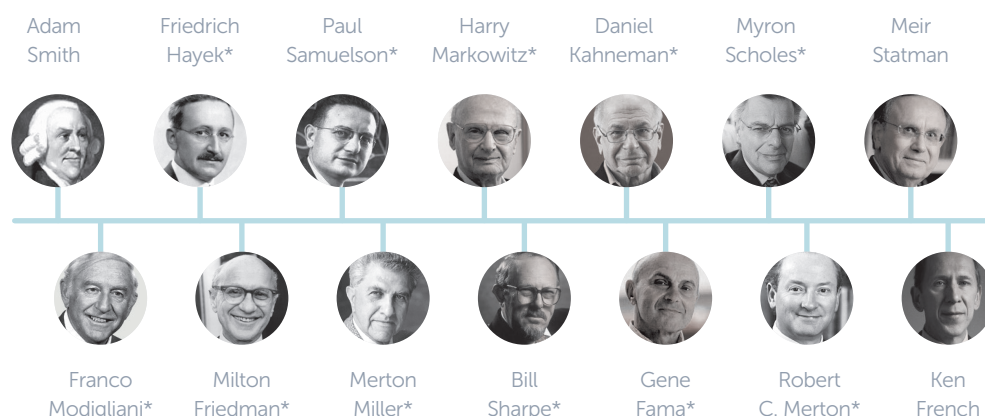 Adam
Smith
Friedrich
Hayek*
Paul
Samuelson*
Harry
Markowitz*
Daniel
Kahneman*
Myron
Scholes*
Meir
Statman
Franco
Modigliani*
Milton
Friedman*
Merton
Miller*
Bill
Sharpe*
Gene
Fama*
Robert
C. Merton*
Ken
French